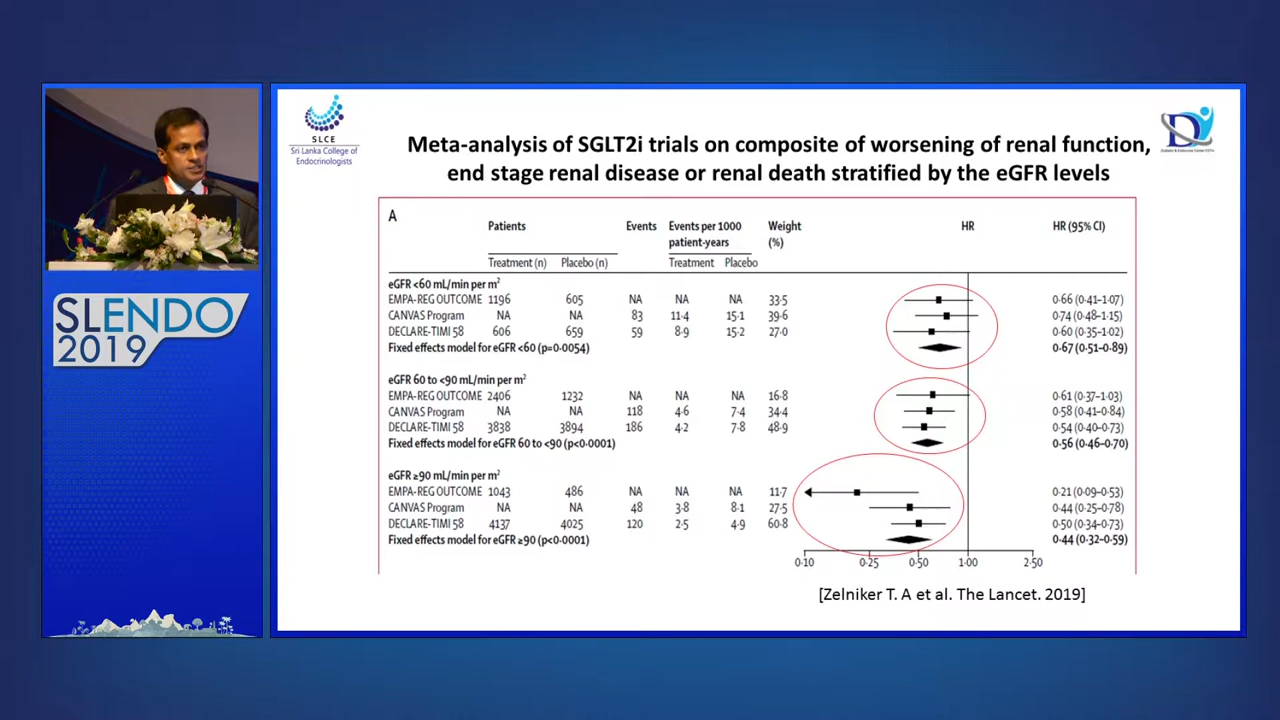 SLCE
Sri Lanka College of
Endocrinologists
Meta-analysis of SGLT2i trials on composite of worsening of renal function,
end stage renal disease or renal death stratified by the eGFR levels
A
Patients Events Events per 1000 Weight HR HR (95% CI)
patient-years (%)
Treatment (n) Placebo (n) Treatment Placebo
eGFR <60 mL/min per m²
EMPA-REG OUTCOME 1196 605 NA NA NA 33·5 0·66 (0·41–1·07)
CANVAS Program NA NA 83 11·4 15·1 39·6 0·74 (0·48–1·15)
DECLARE-TIMI 58 606 659 59 8·9 15·2 27·0 0·60 (0·35–1·02)
Fixed effects model for eGFR <60 (p=0·0054) 0·67 (0·51–0·89)
eGFR 60 to <90 mL/min per m²
EMPA-REG OUTCOME 2406 1232 NA NA NA 16·8 0·61 (0·37–1·03)
CANVAS Program NA NA 118 4·6 7·4 34·4 0·58 (0·41–0·84)
DECLARE-TIMI 58 3838 3894 186 4·2 7·8 48·9 0·54 (0·40–0·73)
Fixed effects model for eGFR 60 to <90 (p<0·0001) 0·56 (0·46–0·70)
eGFR ≥90 mL/min per m²
EMPA-REG OUTCOME 1043 486 NA NA NA 11·7 0·21 (0·09–0·53)
CANVAS Program NA NA 48 3·8 8·1 27·5 0·44 (0·25–0·78)
DECLARE-TIMI 58 4137 4025 120 2·5 4·9 60·8 0·50 (0·34–0·73)
Fixed effects model for eGFR ≥90 (p<0·0001) 0·44 (0·32–0·59)
0·10 0·25 0·50 1·00 2·50
[Zelniker T. A et al. The Lancet. 2019]
SLENDO
2019